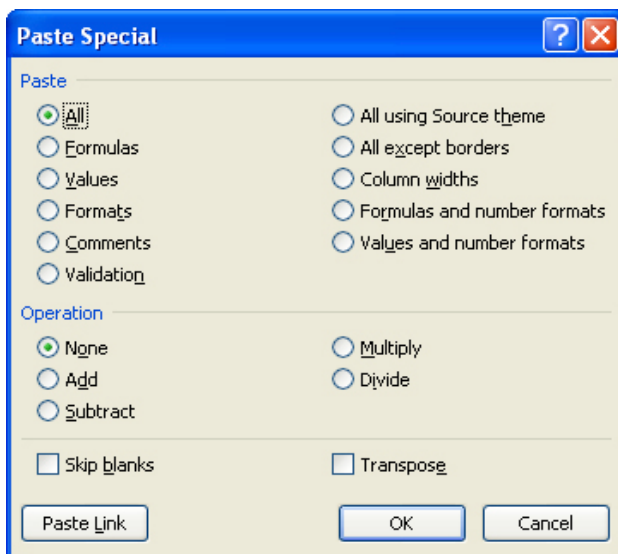 Paste Special
Paste
All
All using Source theme
Formulas
All except borders
Values
Column widths
Formats
Formulas and number formats
Comments
Values and number formats
Validation
Operation
None
Multiply
Add
Divide
Subtract
Skip blanks
Transpose
Paste Link
OK
Cancel